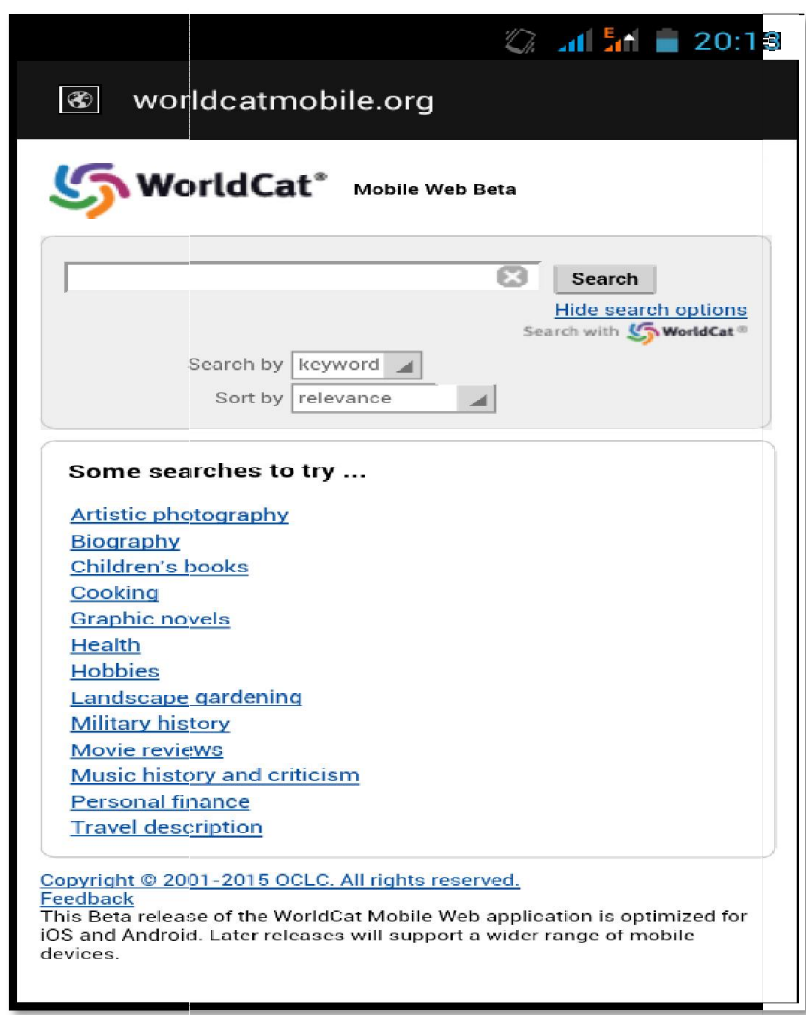 E
20:13
worldcatmobile.org
WorldCat® Mobile Web Beta
Search
Hide search options
Search with WorldCat®
Search by keyword
Sort by relevance
Some searches to try ...
Artistic photography
Biography
Children's books
Cooking
Graphic novels
Health
Hobbies
Landscape gardening
Military history
Movie reviews
Music history and criticism
Personal finance
Travel description
Copyright © 2001-2015 OCLC. All rights reserved.
Feedback
This Beta release of the WorldCat Mobile Web application is optimized for
iOS and Android. Later releases will support a wider range of mobile
devices.